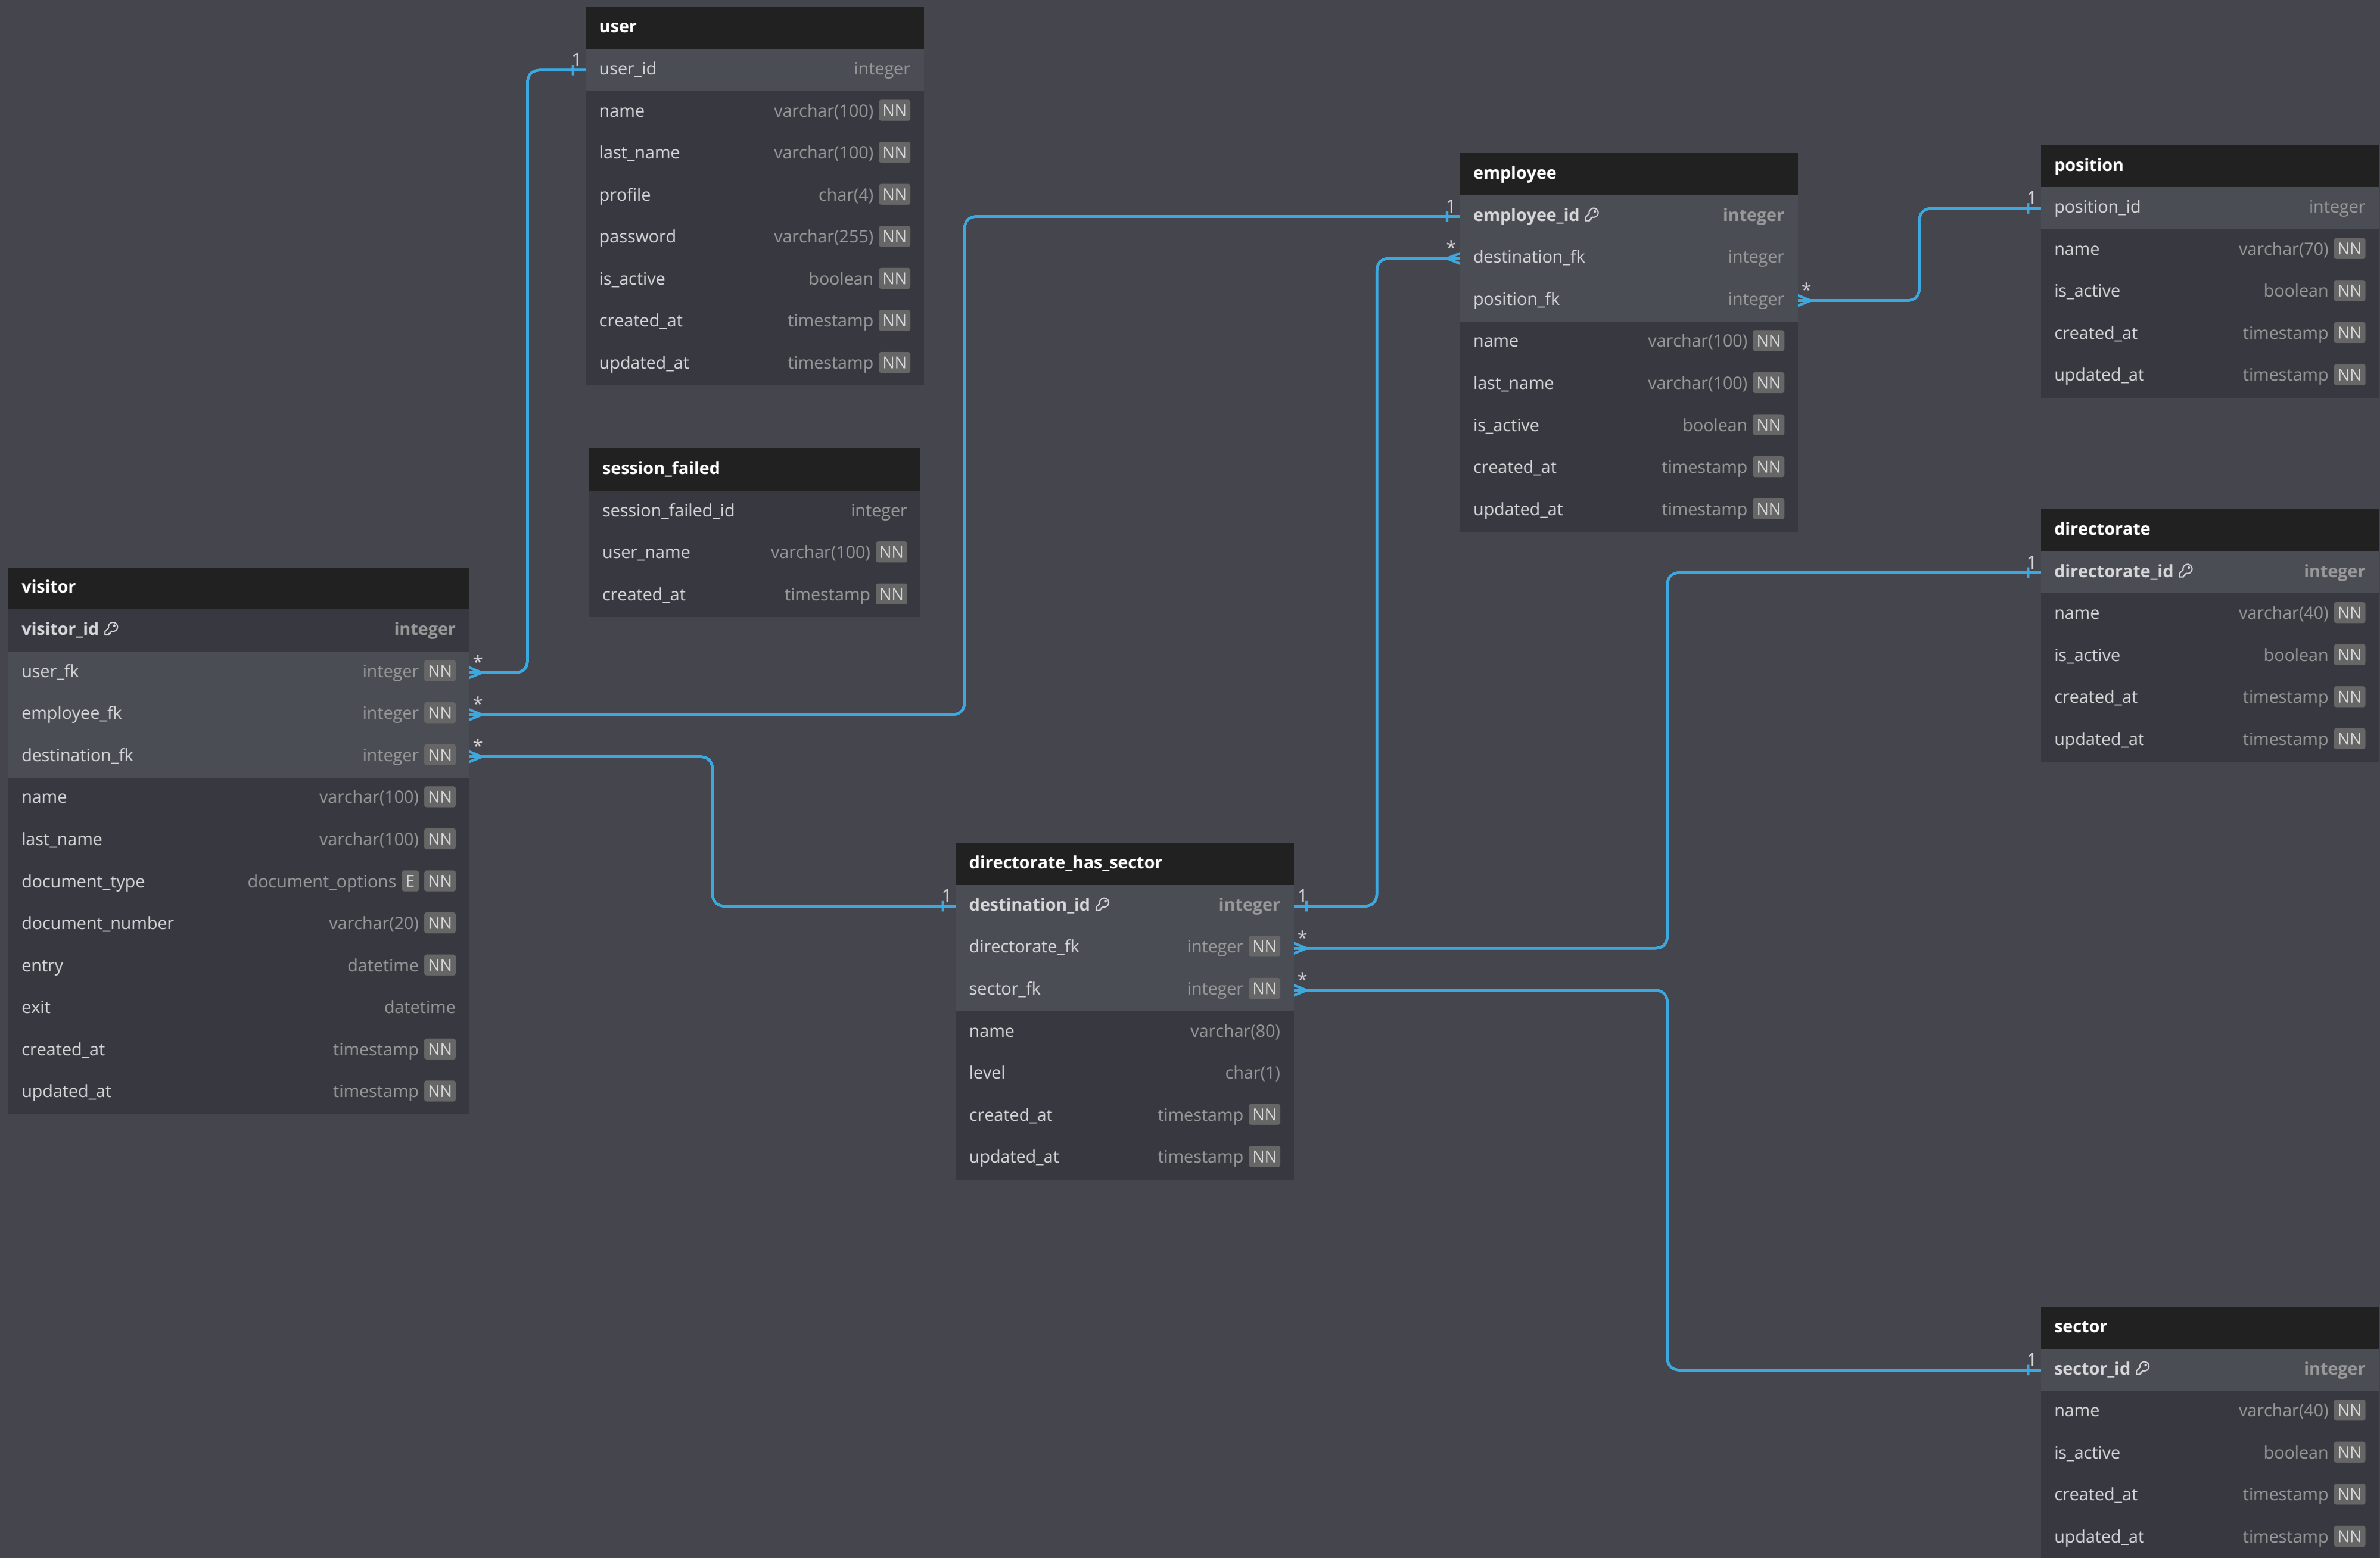 user
1
user_id integer
name varchar(100) NN
last_name varchar(100) NN
profile char(4) NN
password varchar(255) NN
is_active boolean NN
created_at timestamp NN
updated_at timestamp NN
session_failed
session_failed_id integer
user_name varchar(100) NN
created_at timestamp NN
visitor
visitor_id integer
user_fk integer NN *
employee_fk integer NN *
destination_fk integer NN *
name varchar(100) NN
last_name varchar(100) NN
document_type document_options E NN
document_number varchar(20) NN
entry datetime NN
exit datetime
created_at timestamp NN
updated_at timestamp NN
directorate_has_sector
1 destination_id integer 1
directorate_fk integer NN *
sector_fk integer NN *
name varchar(80)
level char(1)
created_at timestamp NN
updated_at timestamp NN
employee
1 employee_id integer
* destination_fk integer
position_fk integer *
name varchar(100) NN
last_name varchar(100) NN
is_active boolean NN
created_at timestamp NN
updated_at timestamp NN
position
1 position_id integer
name varchar(70) NN
is_active boolean NN
created_at timestamp NN
updated_at timestamp NN
directorate
1 directorate_id integer
name varchar(40) NN
is_active boolean NN
created_at timestamp NN
updated_at timestamp NN
sector
1 sector_id integer
name varchar(40) NN
is_active boolean NN
created_at timestamp NN
updated_at timestamp NN